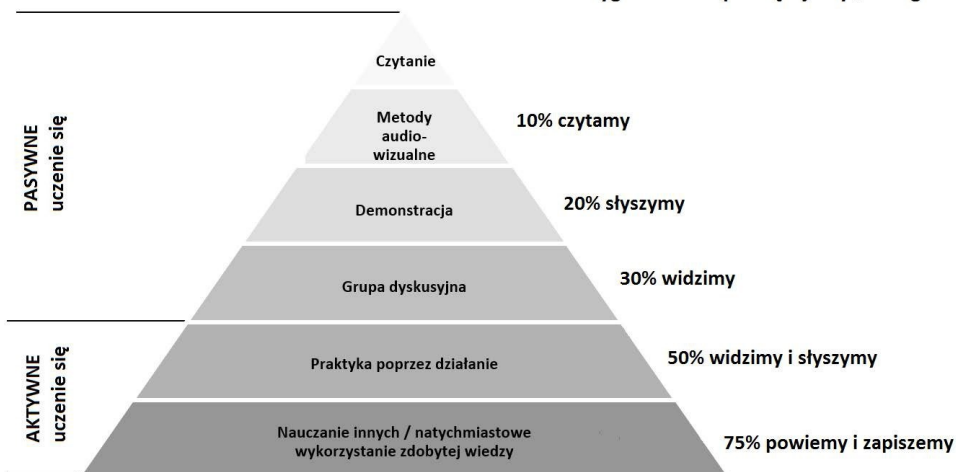 Czytanie
Metody
audio-
wizualne
10% czytamy
PASYWNE
uczenie się
Demonstracja
20% słyszymy
Grupa dyskusyjna
30% widzimy
AKTYWNE
uczenie się
Praktyka poprzez działanie
50% widzimy i słyszymy
Nauczanie innych / natychmiastowe
wykorzystanie zdobytej wiedzy
75% powiemy i zapiszemy